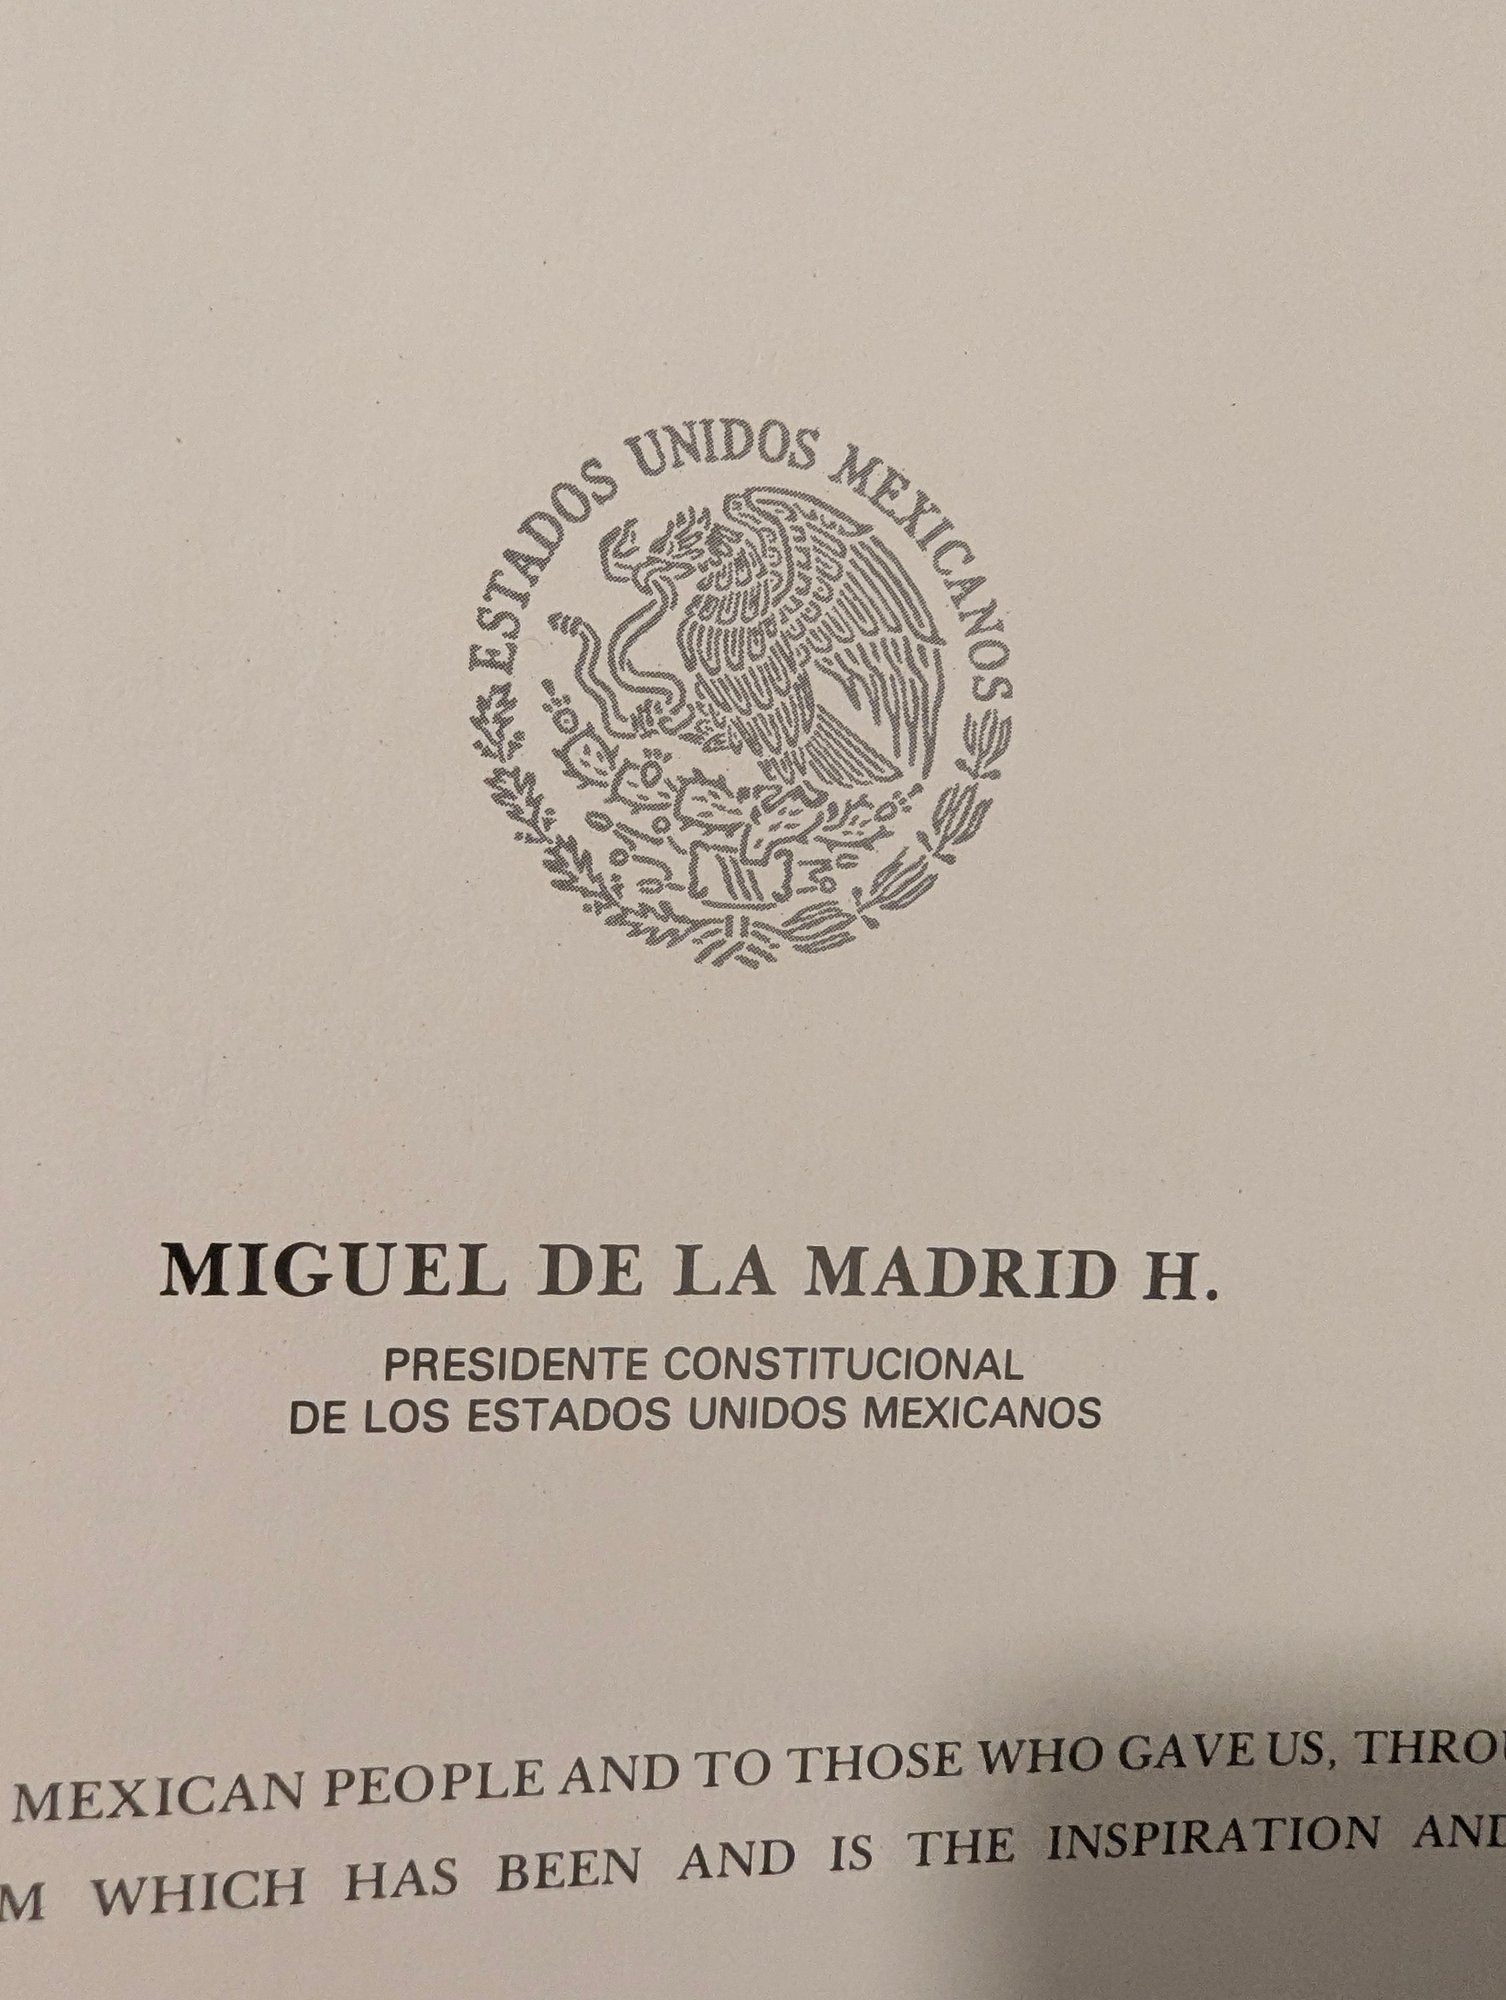 ESTADOS UNIDOS MEXICANOS
MIGUEL DE LA MADRID H.
PRESIDENTE CONSTITUCIONAL
DE LOS ESTADOS UNIDOS MEXICANOS
MEXICAN PEOPLE AND TO THOSE WHO GAVE US,
WHICH HAS BEEN AND IS THE INSPIRATION AND